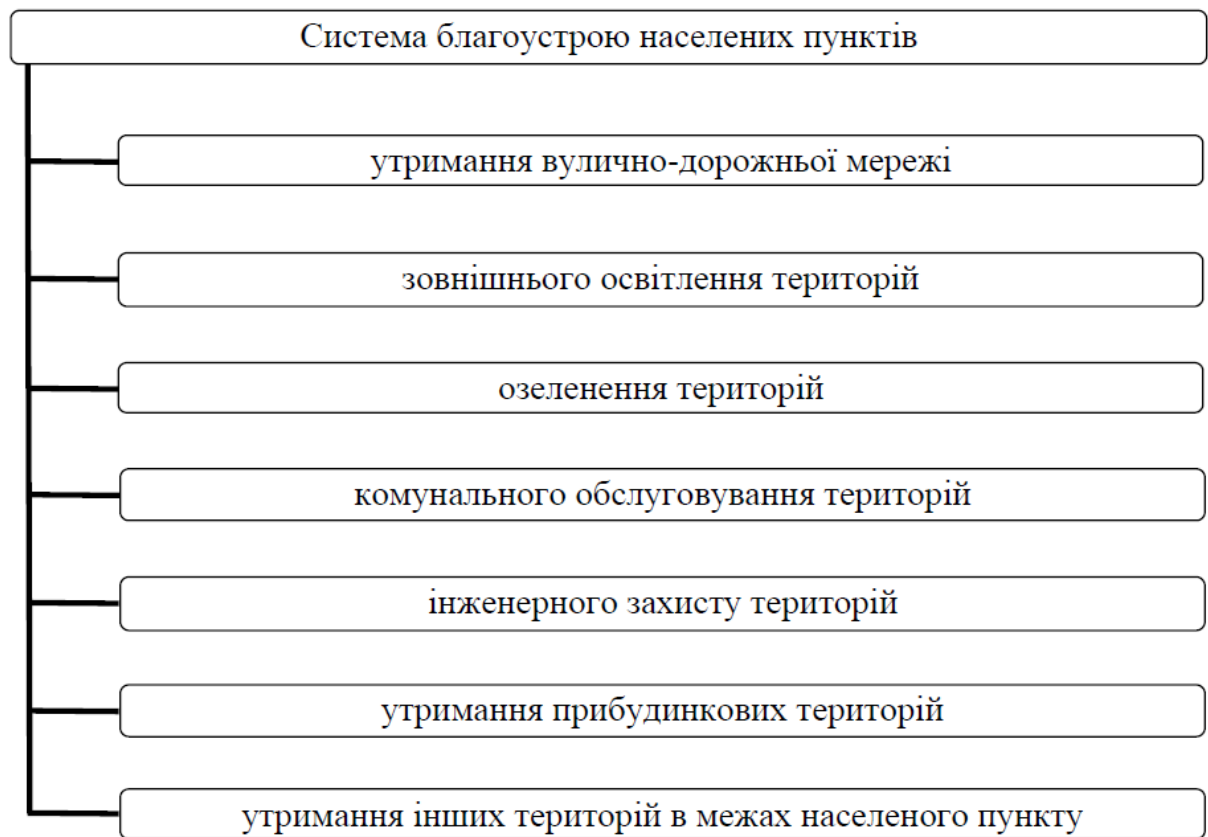 Система благоустрою населених пунктів
утримання вулично-дорожньої мережі
зовнішнього освітлення територій
озеленення територій
комунального обслуговування територій
інженерного захисту територій
утримання прибудинкових територій
утримання інших територій в межах населеного пункту